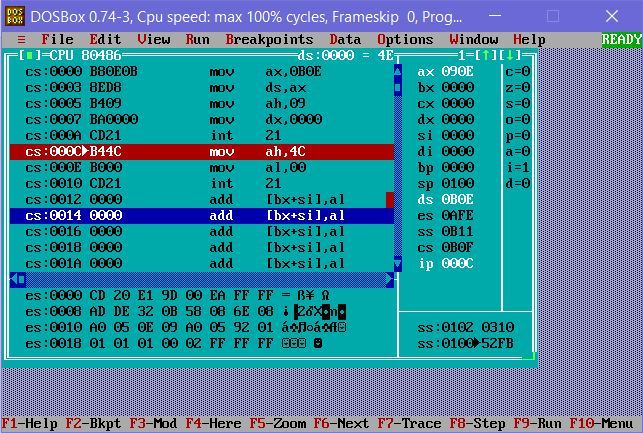 DOSBox 0.74-3, Cpu speed: max 100% cycles, Frameskip 0, Prog...
≡ File Edit View Run Breakpoints Data Options Window Help READY
[■]=CPU 80486 ds:0000 = 4E 1=[↑][↓]
cs:0000 B80E0B mov ax,0B0E
cs:0003 8ED8 mov ds,ax
cs:0005 B409 mov ah,09
cs:0007 BA0000 mov dx,0000
cs:000A CD21 int 21
cs:000C►B44C mov ah,4C
cs:000E B000 mov al,00
cs:0010 CD21 int 21
cs:0012 0000 add [bx+si],al
cs:0014 0000 add [bx+si],al
cs:0016 0000 add [bx+si],al
cs:0018 0000 add [bx+si],al
cs:001A 0000 add [bx+si],al
ax 090E c=0
bx 0000 z=0
cx 0000 s=0
dx 0000 o=0
si 0000 p=0
di 0000 a=0
bp 0000 i=1
sp 0100 d=0
ds 0B0E
es 0AFE
ss 0B11
cs 0B0F
ip 000C
es:0000 CD 20 E1 9D 00 EA FF FF = ß¥ Ω
es:0008 AD DE 32 0B 58 08 6E 08
es:0010 A0 05 0E 09 A0 05 92 01
es:0018 01 01 01 00 02 FF FF FF
ss:0102 0310
ss:0100►52FB
F1-Help F2-Bkpt F3-Mod F4-Here F5-Zoom F6-Next F7-Trace F8-Step F9-Run F10-Menu